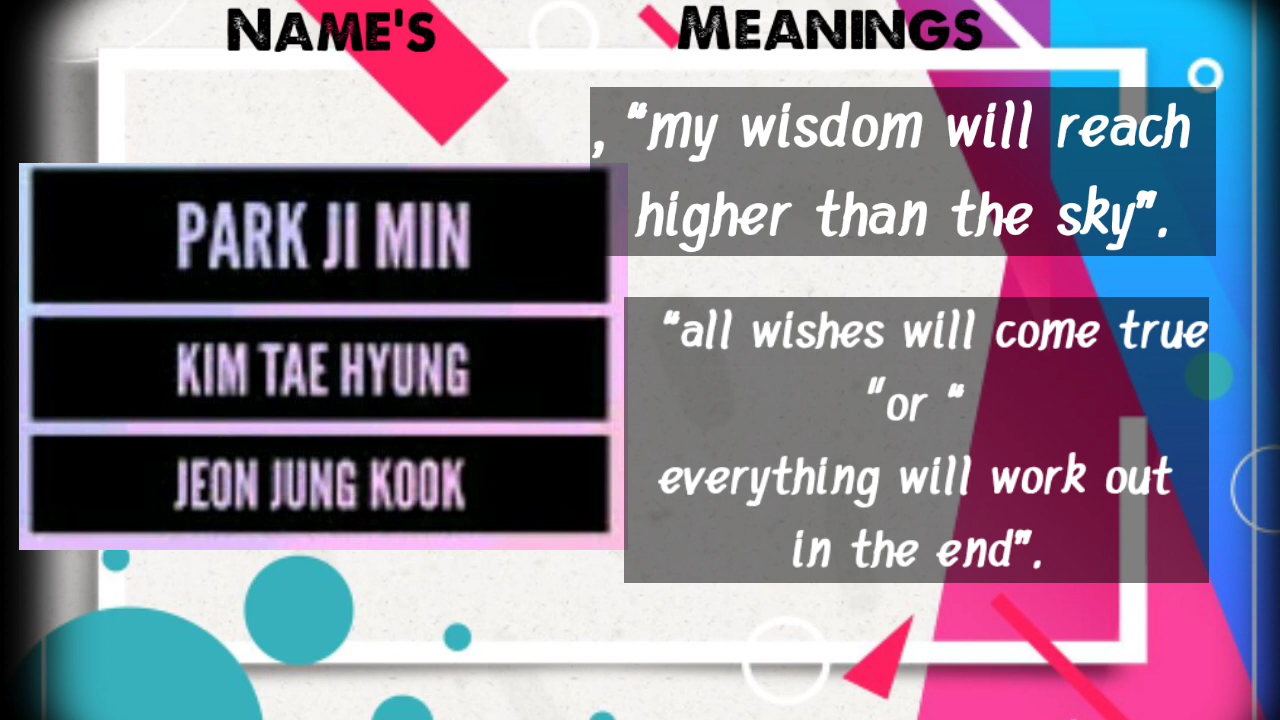 NAME'S
MEANINGS
PARK JI MIN
KIM TAE HYUNG
JEON JUNG KOOK
, "my wisdom will reach
higher than the sky".
"all wishes will come true
"or "
everything will work out
in the end".